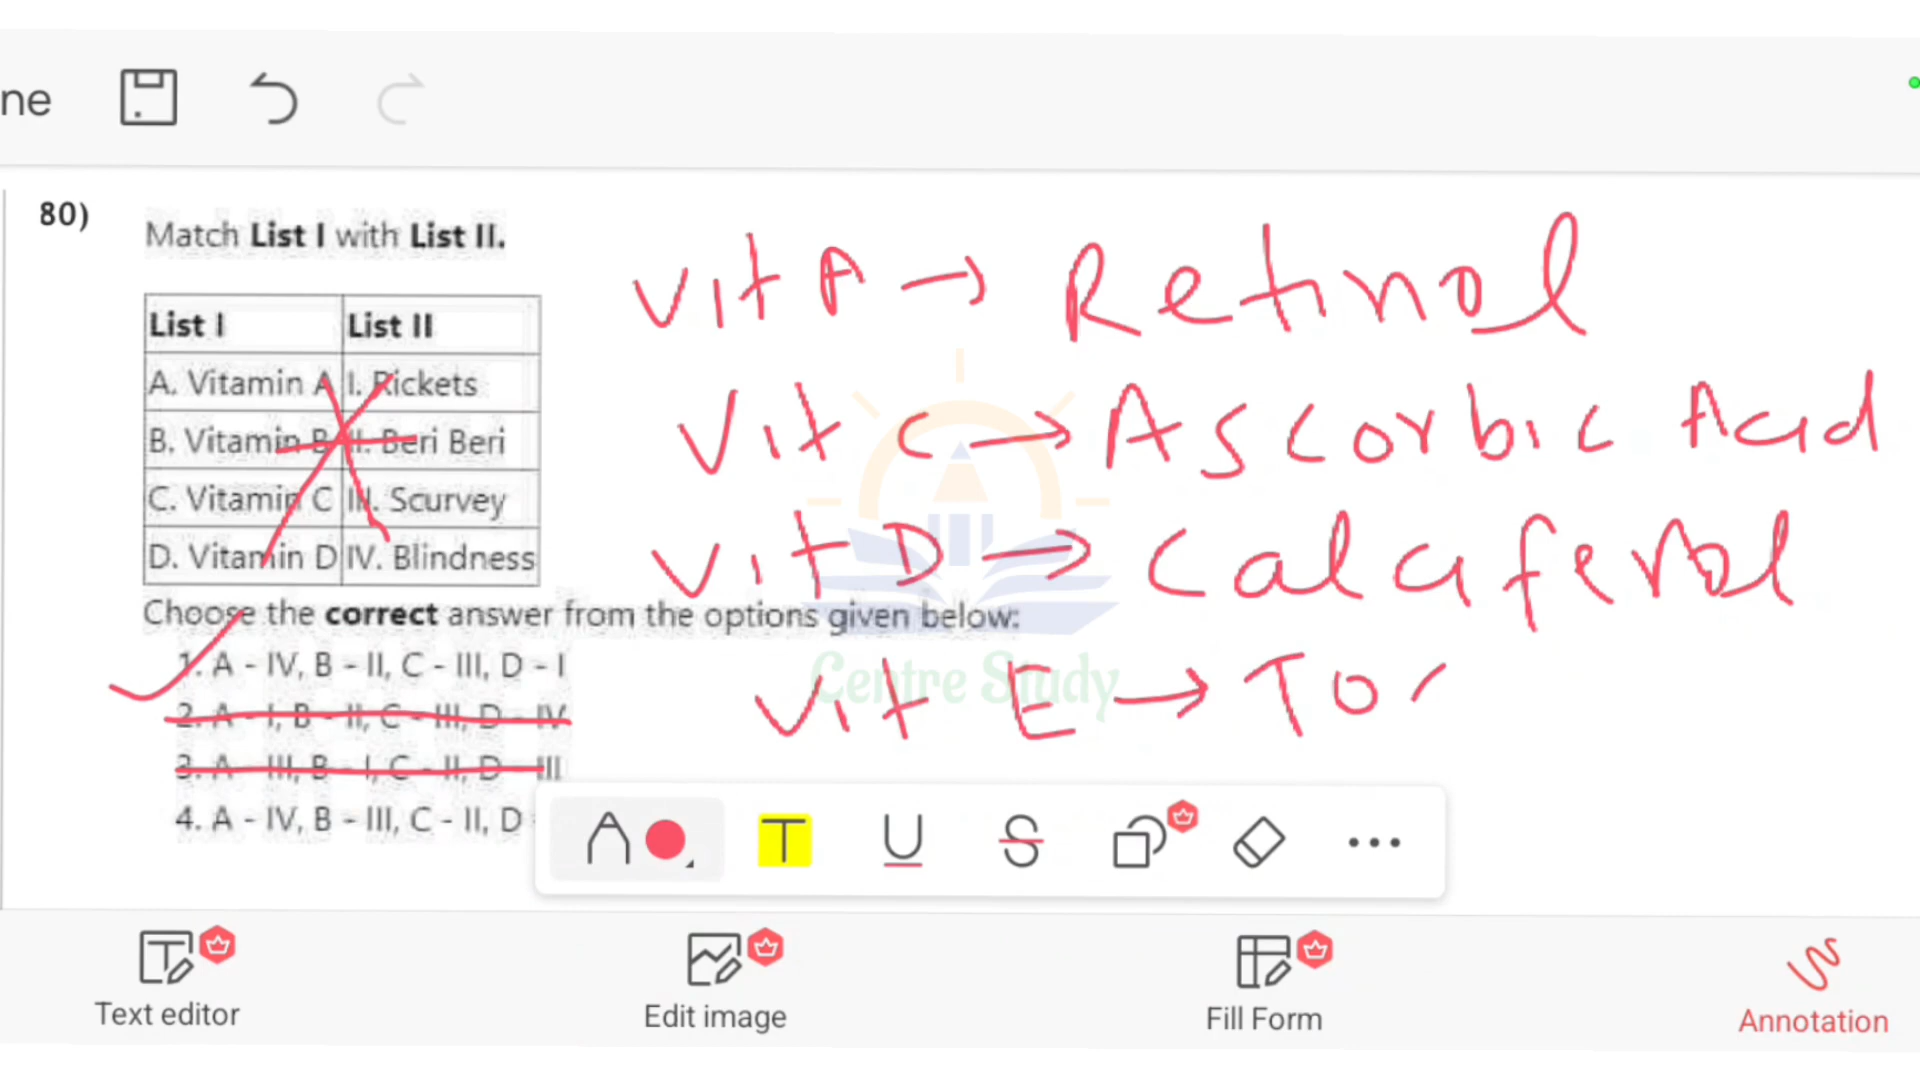 ne
80)
Match List I with List II.
List I List II
A. Vitamin A I. Rickets
B. Vitamin B II. Beri Beri
C. Vitamin C III. Scurvey
D. Vitamin D IV. Blindness
Choose the correct answer from the options given below:
1. A - IV, B - II, C - III, D - I
2. A - I, B - II, C - III, D - IV
3. A - III, B - I, C - II, D - III
4. A - IV, B - III, C - II, D
Vit A → Retinol
Vit C → Ascorbic Acid
Vit D → Calciferol
Vit E → To
Centre Study
T
U
S
Text editor
Edit image
Fill Form
Annotation